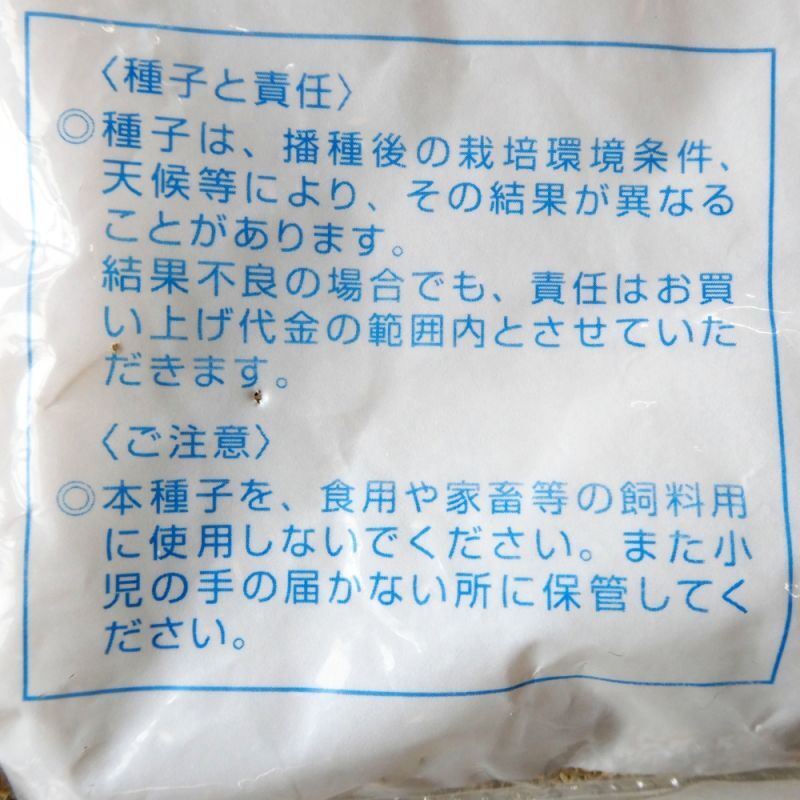 〈種子と責任〉
◎種子は、播種後の栽培環境条件、
天候等により、その結果が異なる
ことがあります。
結果不良の場合でも、責任はお買
い上げ代金の範囲内とさせていた
だきます。
〈ご注意〉
◎本種子を、食用や家畜等の飼料用
に使用しないでください。また小
児の手の届かない所に保管してく
ださい。